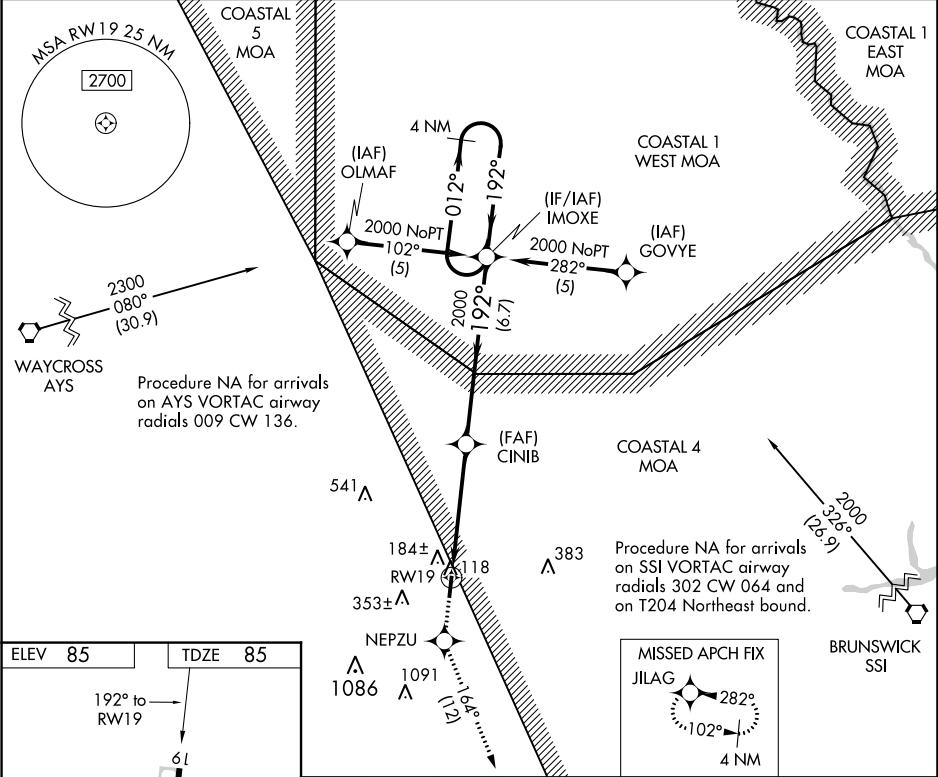 MSA RW19 25 NM
2700
COASTAL
5
MOA
COASTAL 1
EAST
MOA
COASTAL 1
WEST MOA
4 NM
012°
192°
(IAF)
OLMAF
2000 NoPT
102°
(5)
(IF/IAF)
IMOXE
2000 NoPT
282°
(5)
(IAF)
GOVYE
2000
192°
(6.7)
2300
080°
(30.9)
WAYCROSS
AYS
Procedure NA for arrivals
on AYS VORTAC airway
radials 009 CW 136.
(FAF)
CINIB
COASTAL 4
MOA
2000
326°
(26.9)
541
184±
RW19
118
383
353±
Procedure NA for arrivals
on SSI VORTAC airway
radials 302 CW 064 and
on T204 Northeast bound.
BRUNSWICK
SSI
NEPZU
1086
1091
164°
(12)
MISSED APCH FIX
JILAG
282°
102°
4 NM
ELEV 85
TDZE 85
192° to
RW19
19